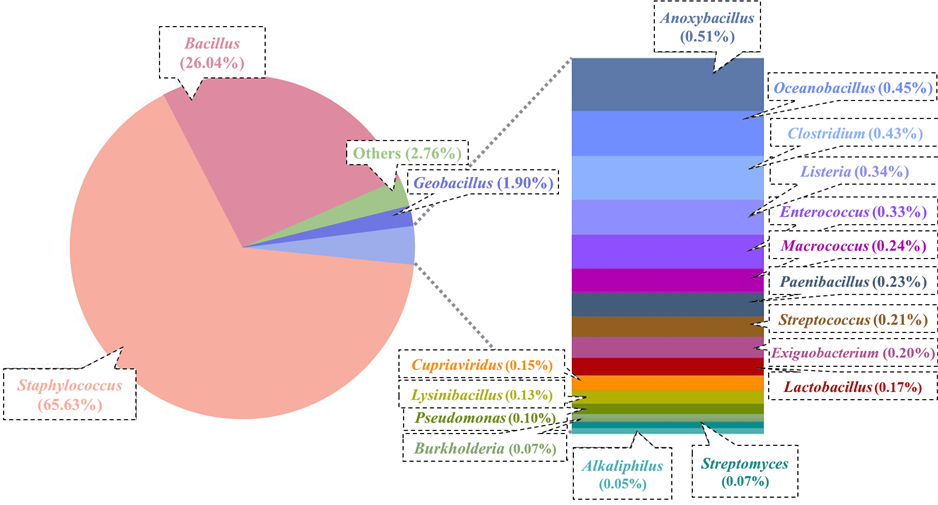 Anoxybacillus
(0.51%)
Bacillus
(26.04%)
Oceanobacillus (0.45%)
Clostridium (0.43%)
Others (2.76%)
Listeria (0.34%)
Geobacillus (1.90%)
Enterococcus (0.33%)
Macrococcus (0.24%)
Paenibacillus (0.23%)
Streptococcus (0.21%)
Exiguobacterium (0.20%)
Cupriaviridus (0.15%)
Lactobacillus (0.17%)
Staphylococcus
(65.63%)
Lysinibacillus (0.13%)
Pseudomonas (0.10%)
Burkholderia (0.07%)
Alkaliphilus
(0.05%)
Streptomyces
(0.07%)